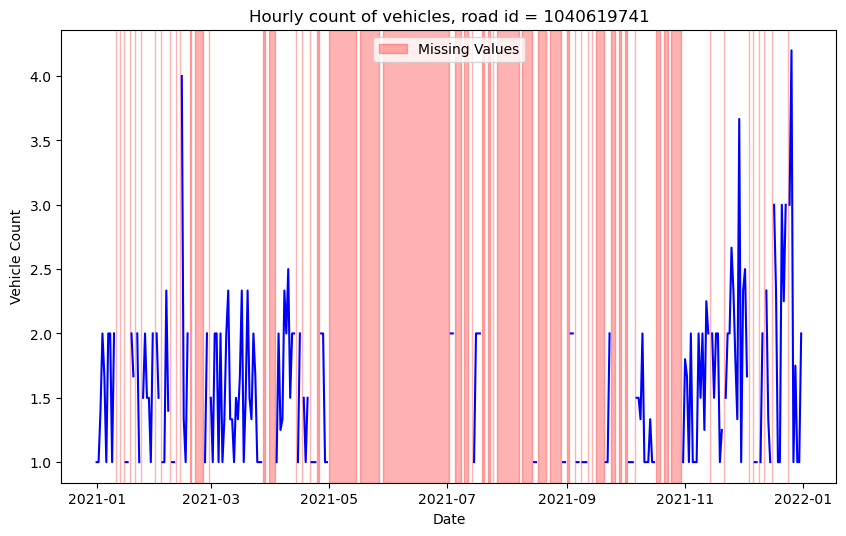 Hourly count of vehicles, road id = 1040619741
Missing Values
Vehicle Count
4.0
3.5
3.0
2.5
2.0
1.5
1.0
2021-01 2021-03 2021-05 2021-07 2021-09 2021-11 2022-01
Date